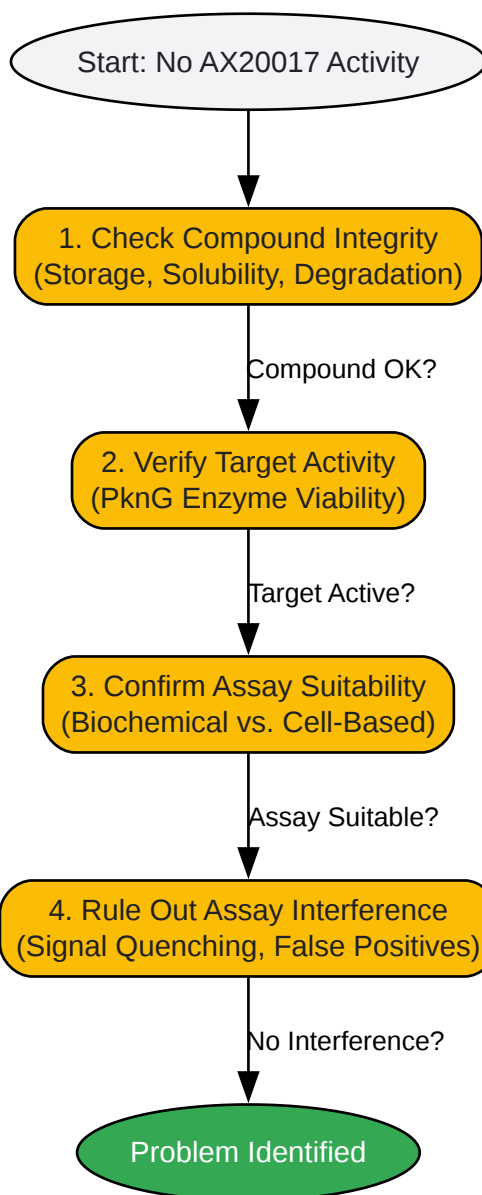 Start: No AX20017 Activity
1. Check Compound Integrity
(Storage, Solubility, Degradation)
Compound OK?
2. Verify Target Activity
(PknG Enzyme Viability)
Target Active?
3. Confirm Assay Suitability
(Biochemical vs. Cell-Based)
Assay Suitable?
4. Rule Out Assay Interference
(Signal Quenching, False Positives)
No Interference?
Problem Identified